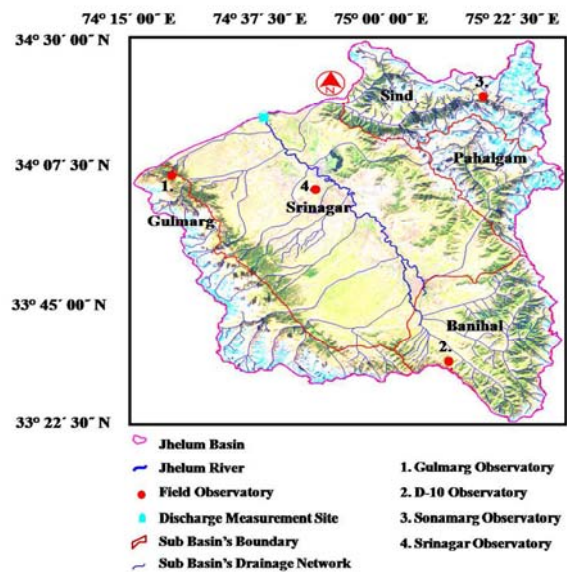 74° 15´ 00˝ E 74° 37´ 30˝ E 75° 00´ 00˝ E 75° 22´ 30˝ E
34° 30´ 00˝ N
34° 07´ 30˝ N
33° 45´ 00˝ N
33° 22´ 30˝ N
N
Sind
3.
Pahalgam
1.
Gulmarg
4.
Srinagar
Banihal
2.
Jhelum Basin
Jhelum River
Field Observatory
Discharge Measurement Site
Sub Basin's Boundary
Sub Basin's Drainage Network
1. Gulmarg Observatory
2. D-10 Observatory
3. Sonamarg Observatory
4. Srinagar Observatory